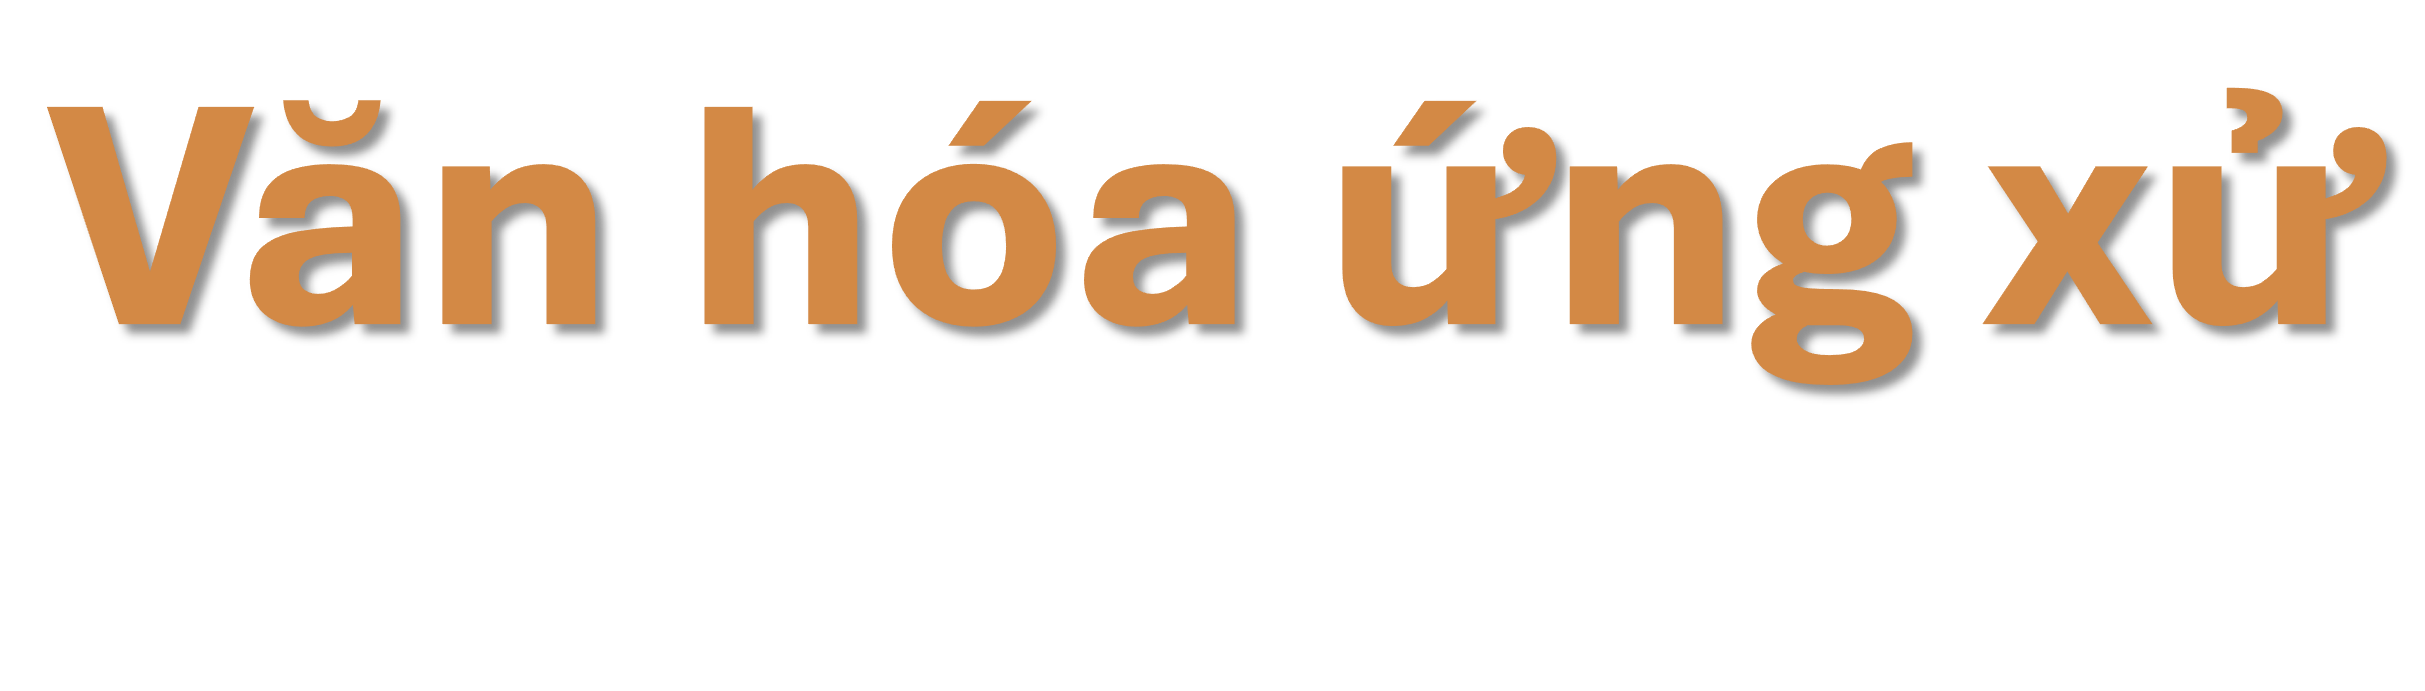 Văn hóa ứng xử